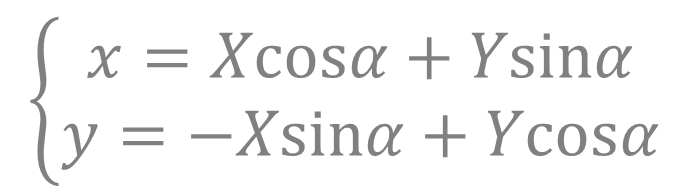 x = Xcosα + Ysinα
y = −Xsinα + Ycosα